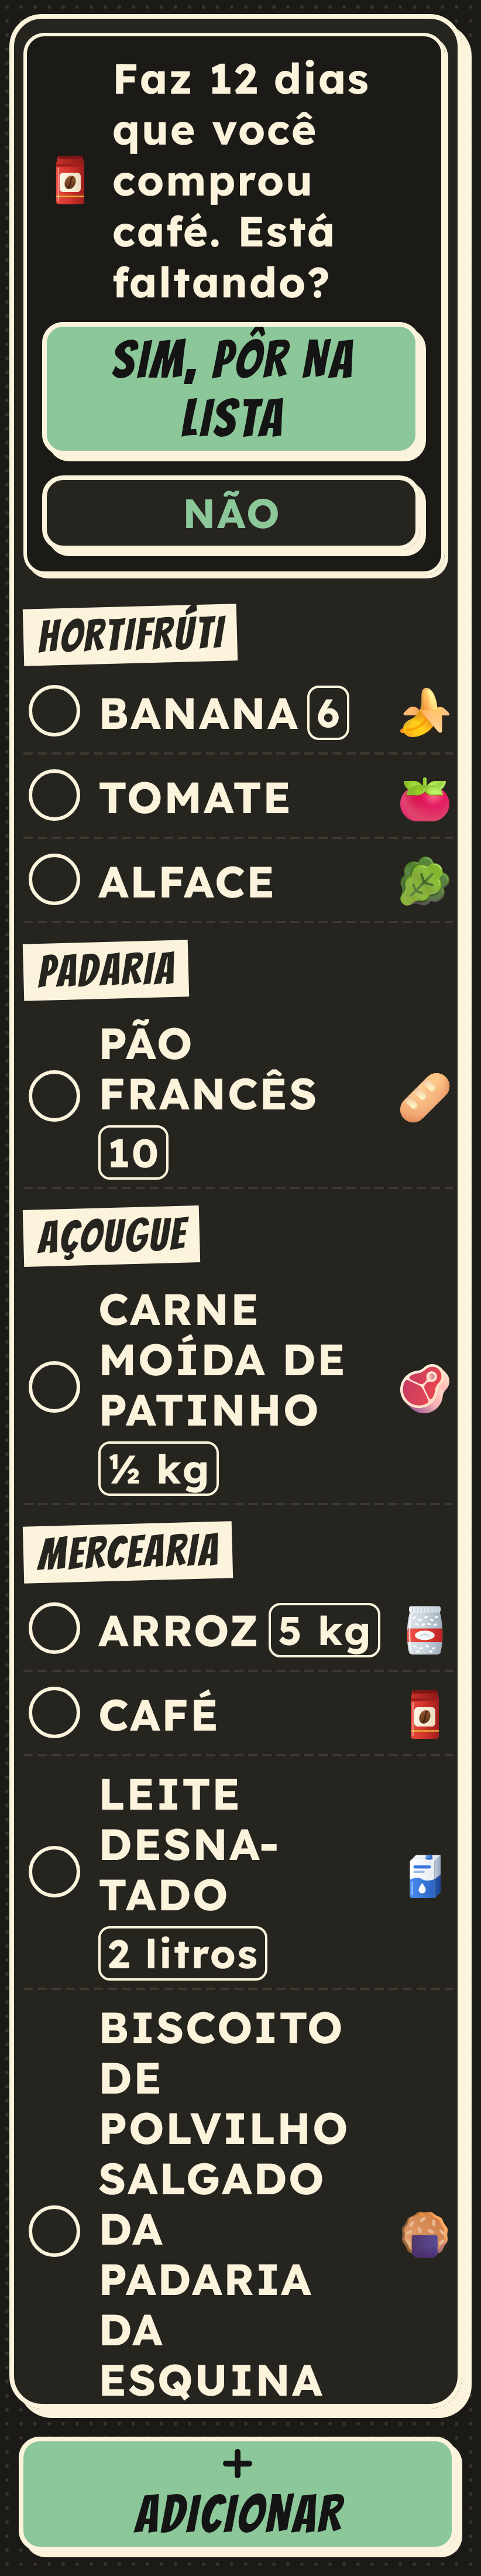 Faz 12 dias
que você
comprou
café. Está
faltando?
SIM, PÔR NA
LISTA
NÃO
HORTIFRÚTI
BANANA 6
TOMATE
ALFACE
PADARIA
PÃO
FRANCÊS
10
AÇOUGUE
CARNE
MOÍDA DE
PATINHO
½ kg
MERCEARIA
ARROZ 5 kg
CAFÉ
LEITE
DESNA-
TADO
2 litros
BISCOITO
DE
POLVILHO
SALGADO
DA
PADARIA
DA
ESQUINA
+
ADICIONAR